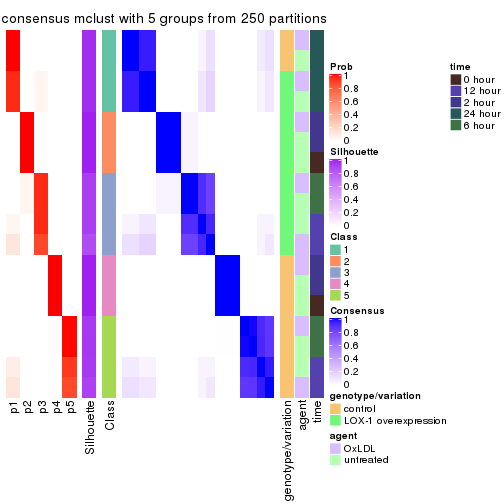 consensus mclust with 5 groups from 250 partitions
Prob
1
0.8
0.6
0.4
0.2
0
Silhouette
1
0.8
0.6
0.4
0.2
0
Class
1
2
3
4
5
Consensus
1
0.8
0.6
0.4
0.2
0
genotype/variation
control
LOX-1 overexpression
agent
OxLDL
untreated
time
0 hour
12 hour
2 hour
24 hour
6 hour
p1
p2
p3
p4
p5
Silhouette
Class
genotype/variation
agent
time